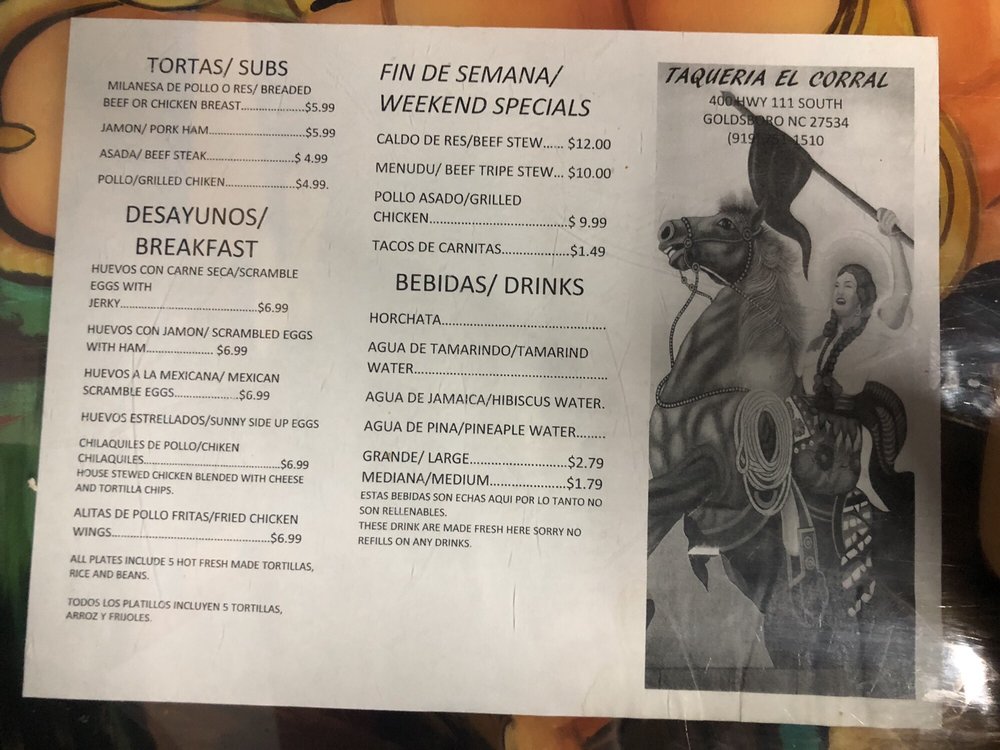 TORTAS/ SUBS
MILANESA DE POLLO O RES/ BREADED
BEEF OR CHICKEN BREAST......................$5.99
JAMON/ PORK HAM................................$5.99
ASADA/ BEEF STEAK.........................$ 4.99
POLLO/GRILLED CHIKEN.........................$4.99.
DESAYUNOS/
BREAKFAST
HUEVOS CON CARNE SECA/SCRAMBLE
EGGS WITH
JERKY.........................................$6.99
HUEVOS CON JAMON/ SCRAMBLED EGGS
WITH HAM.................. $6.99
HUEVOS A LA MEXICANA/ MEXICAN
SCRAMBLE EGGS.................$6.99
HUEVOS ESTRELLADOS/SUNNY SIDE UP EGGS
CHILAQUILES DE POLLO/CHIKEN
CHILAQUILES..................................$6.99
HOUSE STEWED CHICKEN BLENDED WITH CHEESE
AND TORTILLA CHIPS.
ALITAS DE POLLO FRITAS/FRIED CHICKEN
WINGS.........................................$6.99
ALL PLATES INCLUDE 5 HOT FRESH MADE TORTILLAS,
RICE AND BEANS.
TODOS LOS PLATILLOS INCLUYEN 5 TORTILLAS,
ARROZ Y FRIJOLES.
FIN DE SEMANA/
WEEKEND SPECIALS
CALDO DE RES/BEEF STEW...... $12.00
MENUDU/ BEEF TRIPE STEW... $10.00
POLLO ASADO/GRILLED
CHICKEN....................................$ 9.99
TACOS DE CARNITAS.................$1.49
BEBIDAS/ DRINKS
HORCHATA..........................................
AGUA DE TAMARINDO/TAMARIND
WATER................................................
AGUA DE JAMAICA/HIBISCUS WATER.
AGUA DE PINA/PINEAPLE WATER........
GRANDE/ LARGE................................$2.79
MEDIANA/MEDIUM...................$1.79
ESTAS BEBIDAS SON ECHAS AQUI POR LO TANTO NO
SON RELLENABLES.
THESE DRINK ARE MADE FRESH HERE SORRY NO
REFILLS ON ANY DRINKS.
TAQUERIA EL CORRAL
400 HWY 111 SOUTH
GOLDSBORO NC 27534
(919) 1510